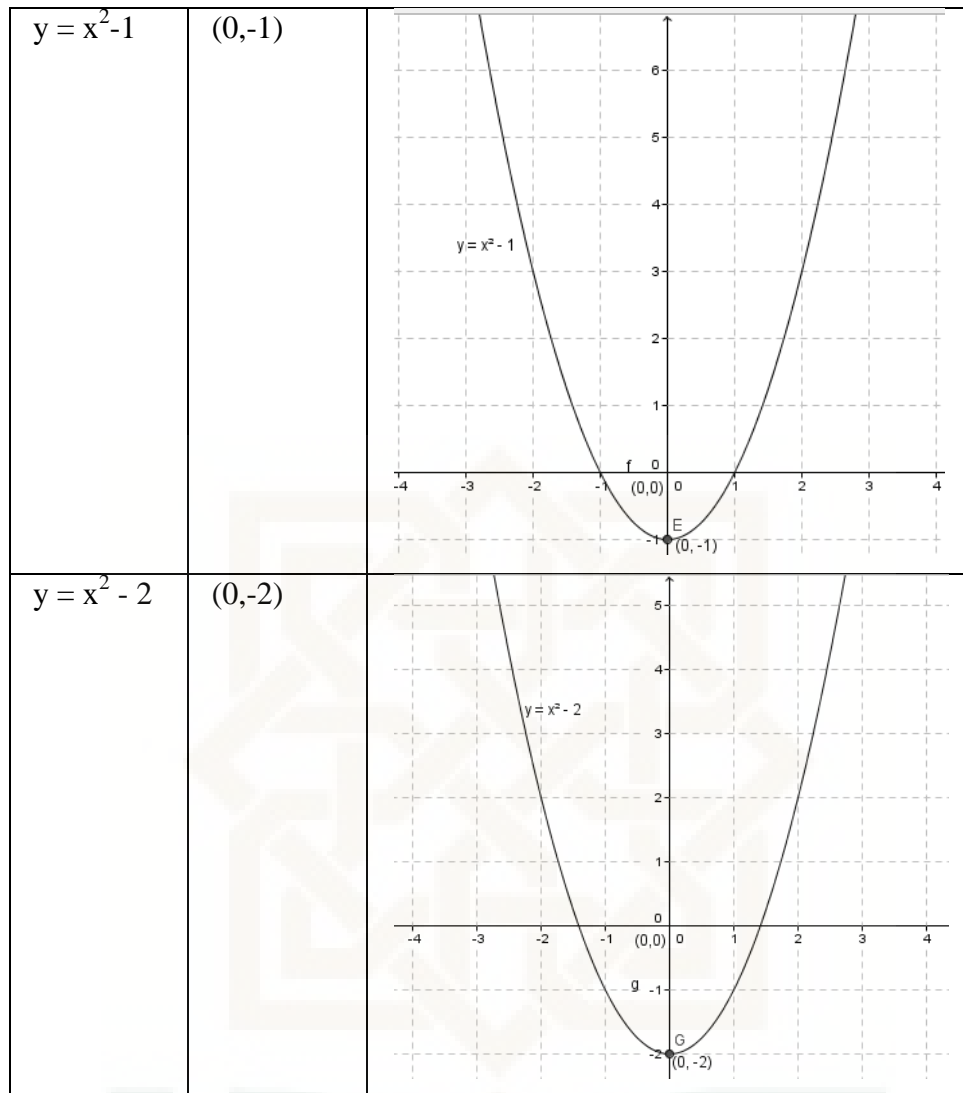 y = x²-1
(0,-1)
6
5
4
y = x² - 1
3
2
1
f 0
-4 -3 -2 -1 (0,0) 0 1 2 3 4
E
-1 (0, -1)
y = x² - 2
(0,-2)
5
4
y = x² - 2
3
2
1
0
-4 -3 -2 -1 (0,0) 0 1 2 3 4
g -1
G
-2 (0, -2)